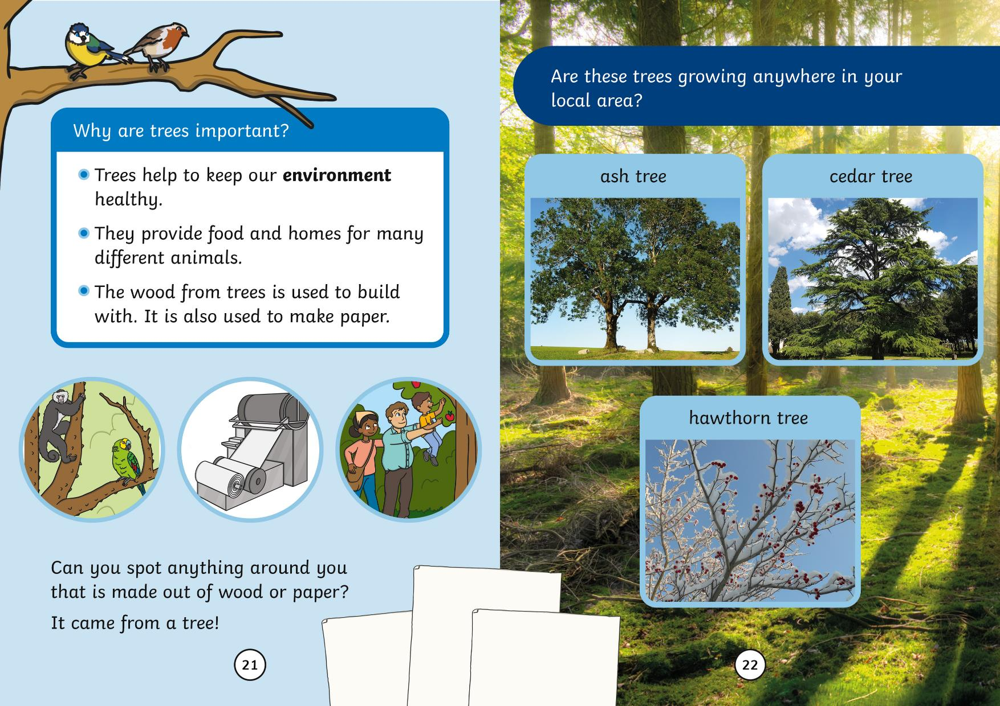 Why are trees important?
Trees help to keep our environment
healthy.
They provide food and homes for many
different animals.
The wood from trees is used to build
with. It is also used to make paper.
Can you spot anything around you
that is made out of wood or paper?
It came from a tree!
21
Are these trees growing anywhere in your
local area?
ash tree
cedar tree
hawthorn tree
22